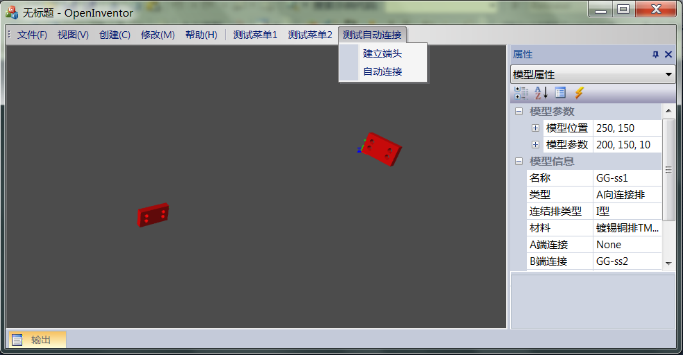 无标题 - OpenInventor
文件(F) 视图(V) 创建(C) 修改(M) 帮助(H) 测试菜单1 测试菜单2 测试自动连接
建立端头
自动连接
属性
模型属性
模型参数
模型位置 250, 150
模型参数 200, 150, 10
模型信息
名称 GG-ss1
类型 A向连接排
连结排类型 I型
材料 镀锡铜排TM...
A端连接 None
B端连接 GG-ss2
输出